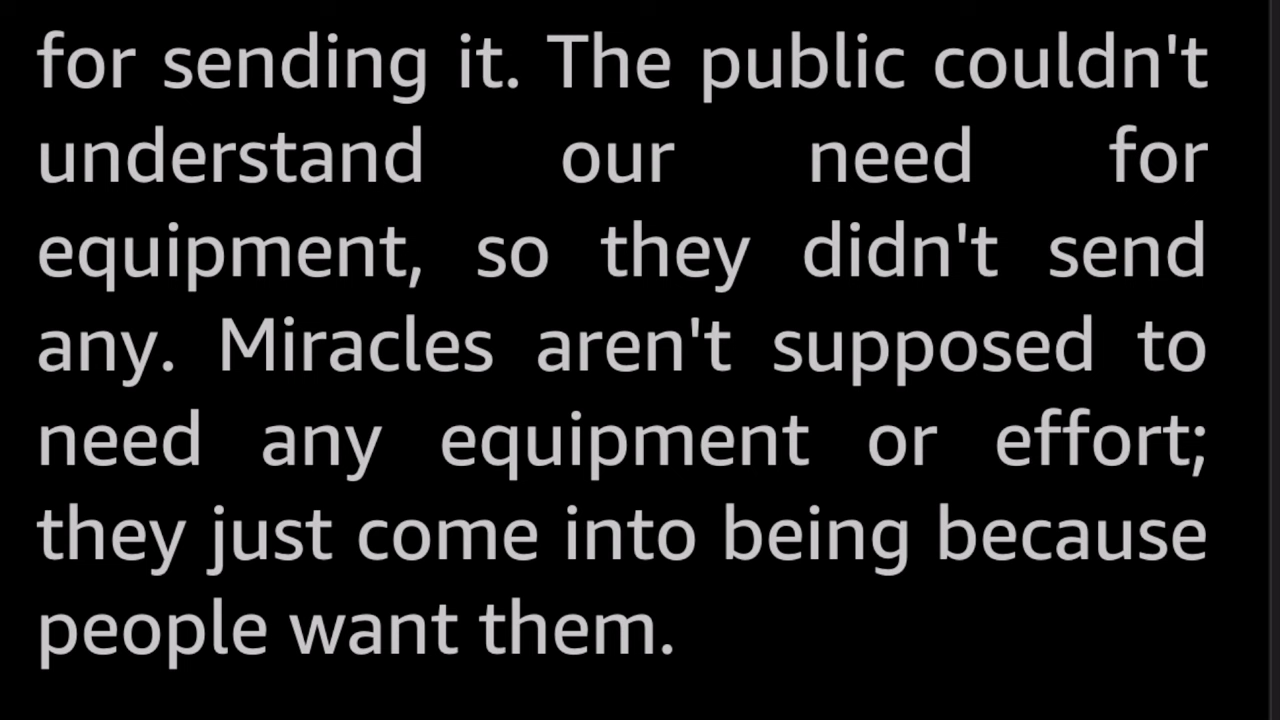 for sending it. The public couldn't
understand our need for
equipment, so they didn't send
any. Miracles aren't supposed to
need any equipment or effort;
they just come into being because
people want them.